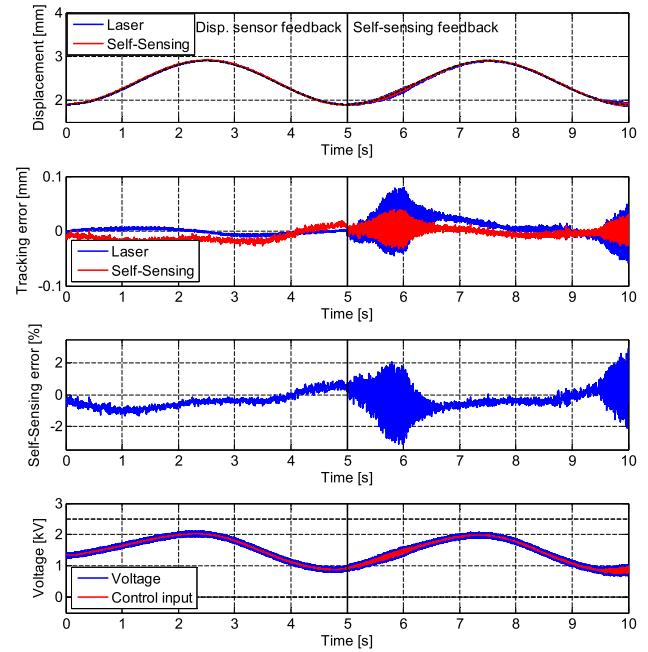 Displacement [mm]
4
3
2
Laser
Self-Sensing
Disp. sensor feedback
Self-sensing feedback
0 1 2 3 4 5 6 7 8 9 10
Time [s]
Tracking error [mm]
0.1
0
-0.1
Laser
Self-Sensing
0 1 2 3 4 5 6 7 8 9 10
Time [s]
Self-Sensing error [%]
2
0
-2
0 1 2 3 4 5 6 7 8 9 10
Time [s]
Voltage [kV]
3
2
1
0
Voltage
Control input
0 1 2 3 4 5 6 7 8 9 10
Time [s]